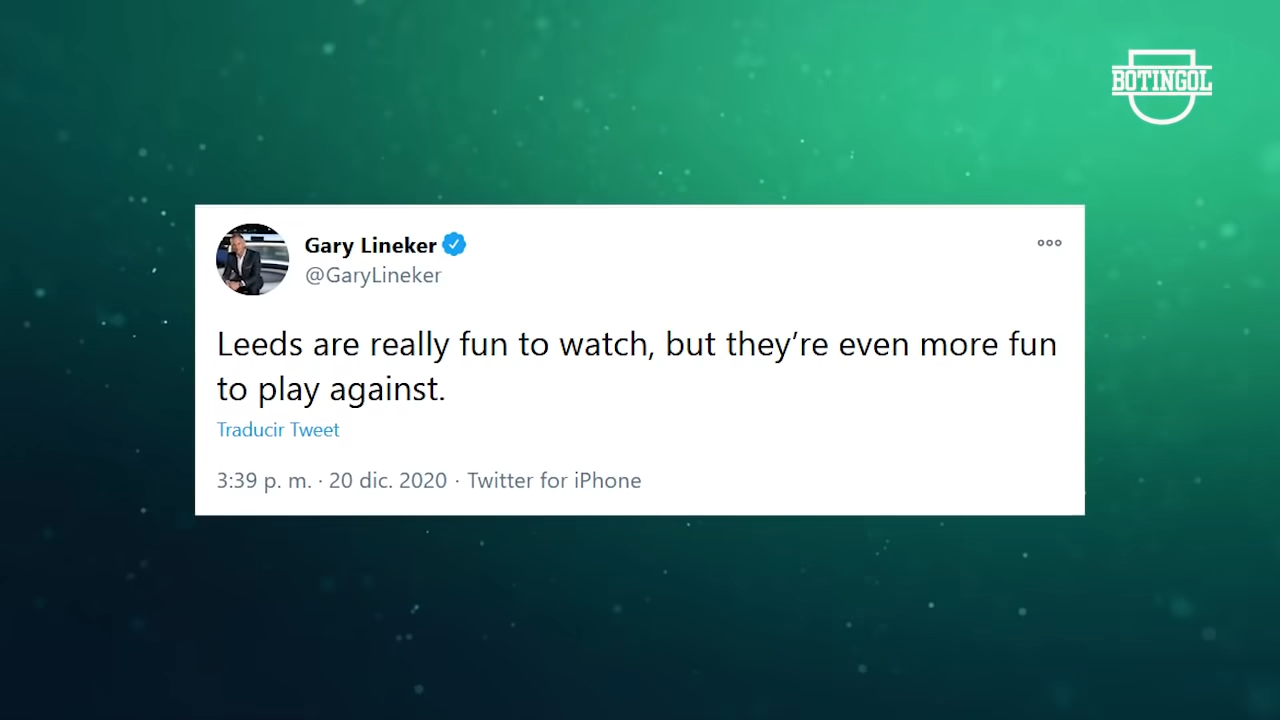 BOTINGOL
Gary Lineker
@GaryLineker
Leeds are really fun to watch, but they’re even more fun
to play against.
Traducir Tweet
3:39 p. m. · 20 dic. 2020 · Twitter for iPhone